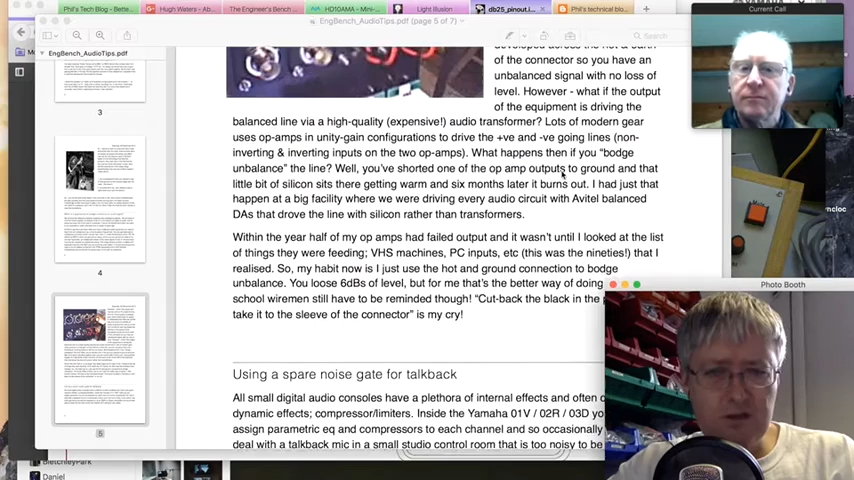 Phil's Tech Blog - Bette...
Hugh Waters - Ab...
The Engineer's Bench ...
HD10AMA - Mini-...
Light Illusion
db25_pinout.i...
Phil's technical blo...
EngBench_AudioTips.pdf (page 5 of 7)
Search
EngBench_AudioTips.pdf
3
4
5
of the connector so you have an
unbalanced signal with no loss of
level. However - what if the output
of the equipment is driving the
balanced line via a high-quality (expensive!) audio transformer? Lots of modern gear
uses op-amps in unity-gain configurations to drive the +ve and -ve going lines (non-
inverting & inverting inputs on the two op-amps). What happens then if you "bodge
unbalance" the line? Well, you've shorted one of the op amp outputs to ground and that
little bit of silicon sits there getting warm and six months later it burns out. I had just that
happen at a big facility where we were driving every audio circuit with Avitel balanced
DAs that drove the line with silicon rather than transformers.
Within the year half of my op amps had failed output and it wasn't until I looked at the list
of things they were feeding; VHS machines, PC inputs, etc (this was the nineties!) that I
realised. So, my habit now is I just use the hot and ground connection to bodge
unbalance. You loose 6dBs of level, but for me that's the better way of doing
school wiremen still have to be reminded though! "Cut-back the black in the
take it to the sleeve of the connector" is my cry!
Using a spare noise gate for talkback
All small digital audio consoles have a plethora of internal effects and often
dynamic effects; compressor/limiters. Inside the Yamaha 01V / 02R / 03D yo
assign parametric eq and compressors to each channel and so occasionally
deal with a talkback mic in a small studio control room that is too noisy to be
Current Call
Photo Booth
BletchleyPark
Daniel